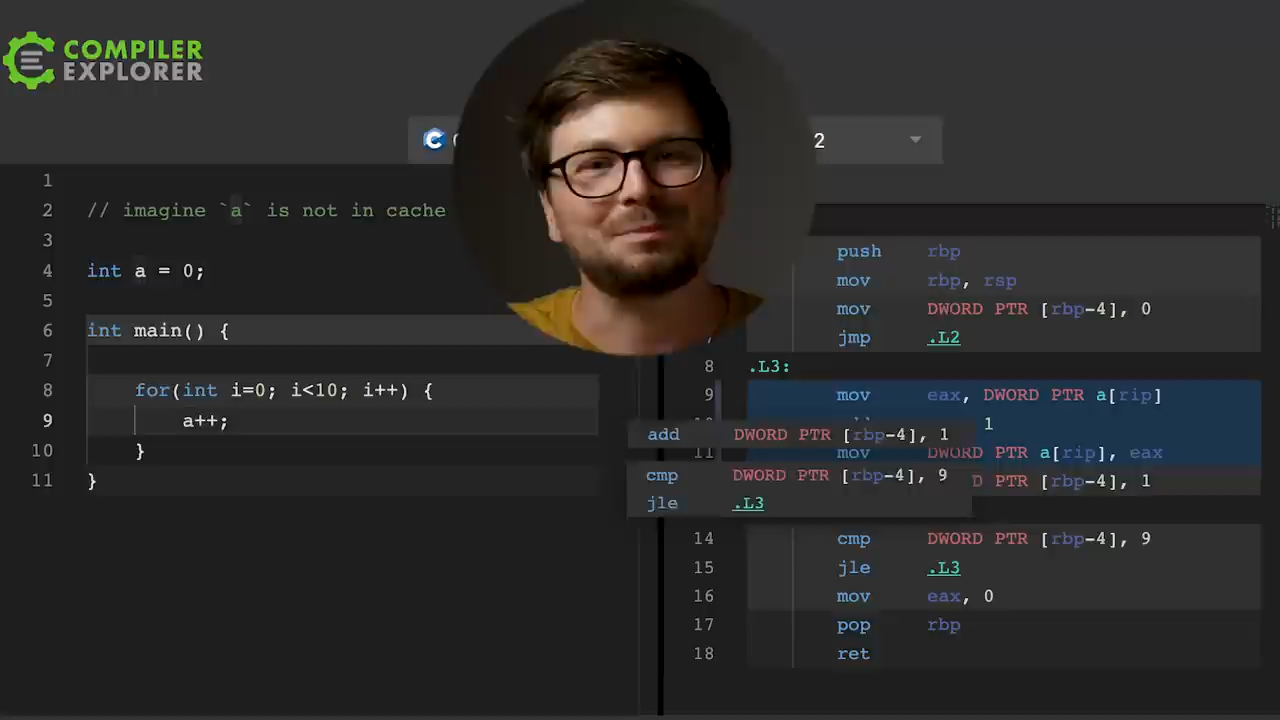 COMPILER
EXPLORER
2
1
2 // imagine `a` is not in cache
3
4 int a = 0;
5
6 int main() {
7
8 for(int i=0; i<10; i++) {
9 a++;
10 }
11 }
push rbp
mov rbp, rsp
mov DWORD PTR [rbp-4], 0
jmp .L2
8 .L3:
9 mov eax, DWORD PTR a[rip]
1
add DWORD PTR [rbp-4], 1
11 mov DWORD PTR a[rip], eax
cmp DWORD PTR [rbp-4], 9
PTR [rbp-4], 1
jle .L3
14 cmp DWORD PTR [rbp-4], 9
15 jle .L3
16 mov eax, 0
17 pop rbp
18 ret